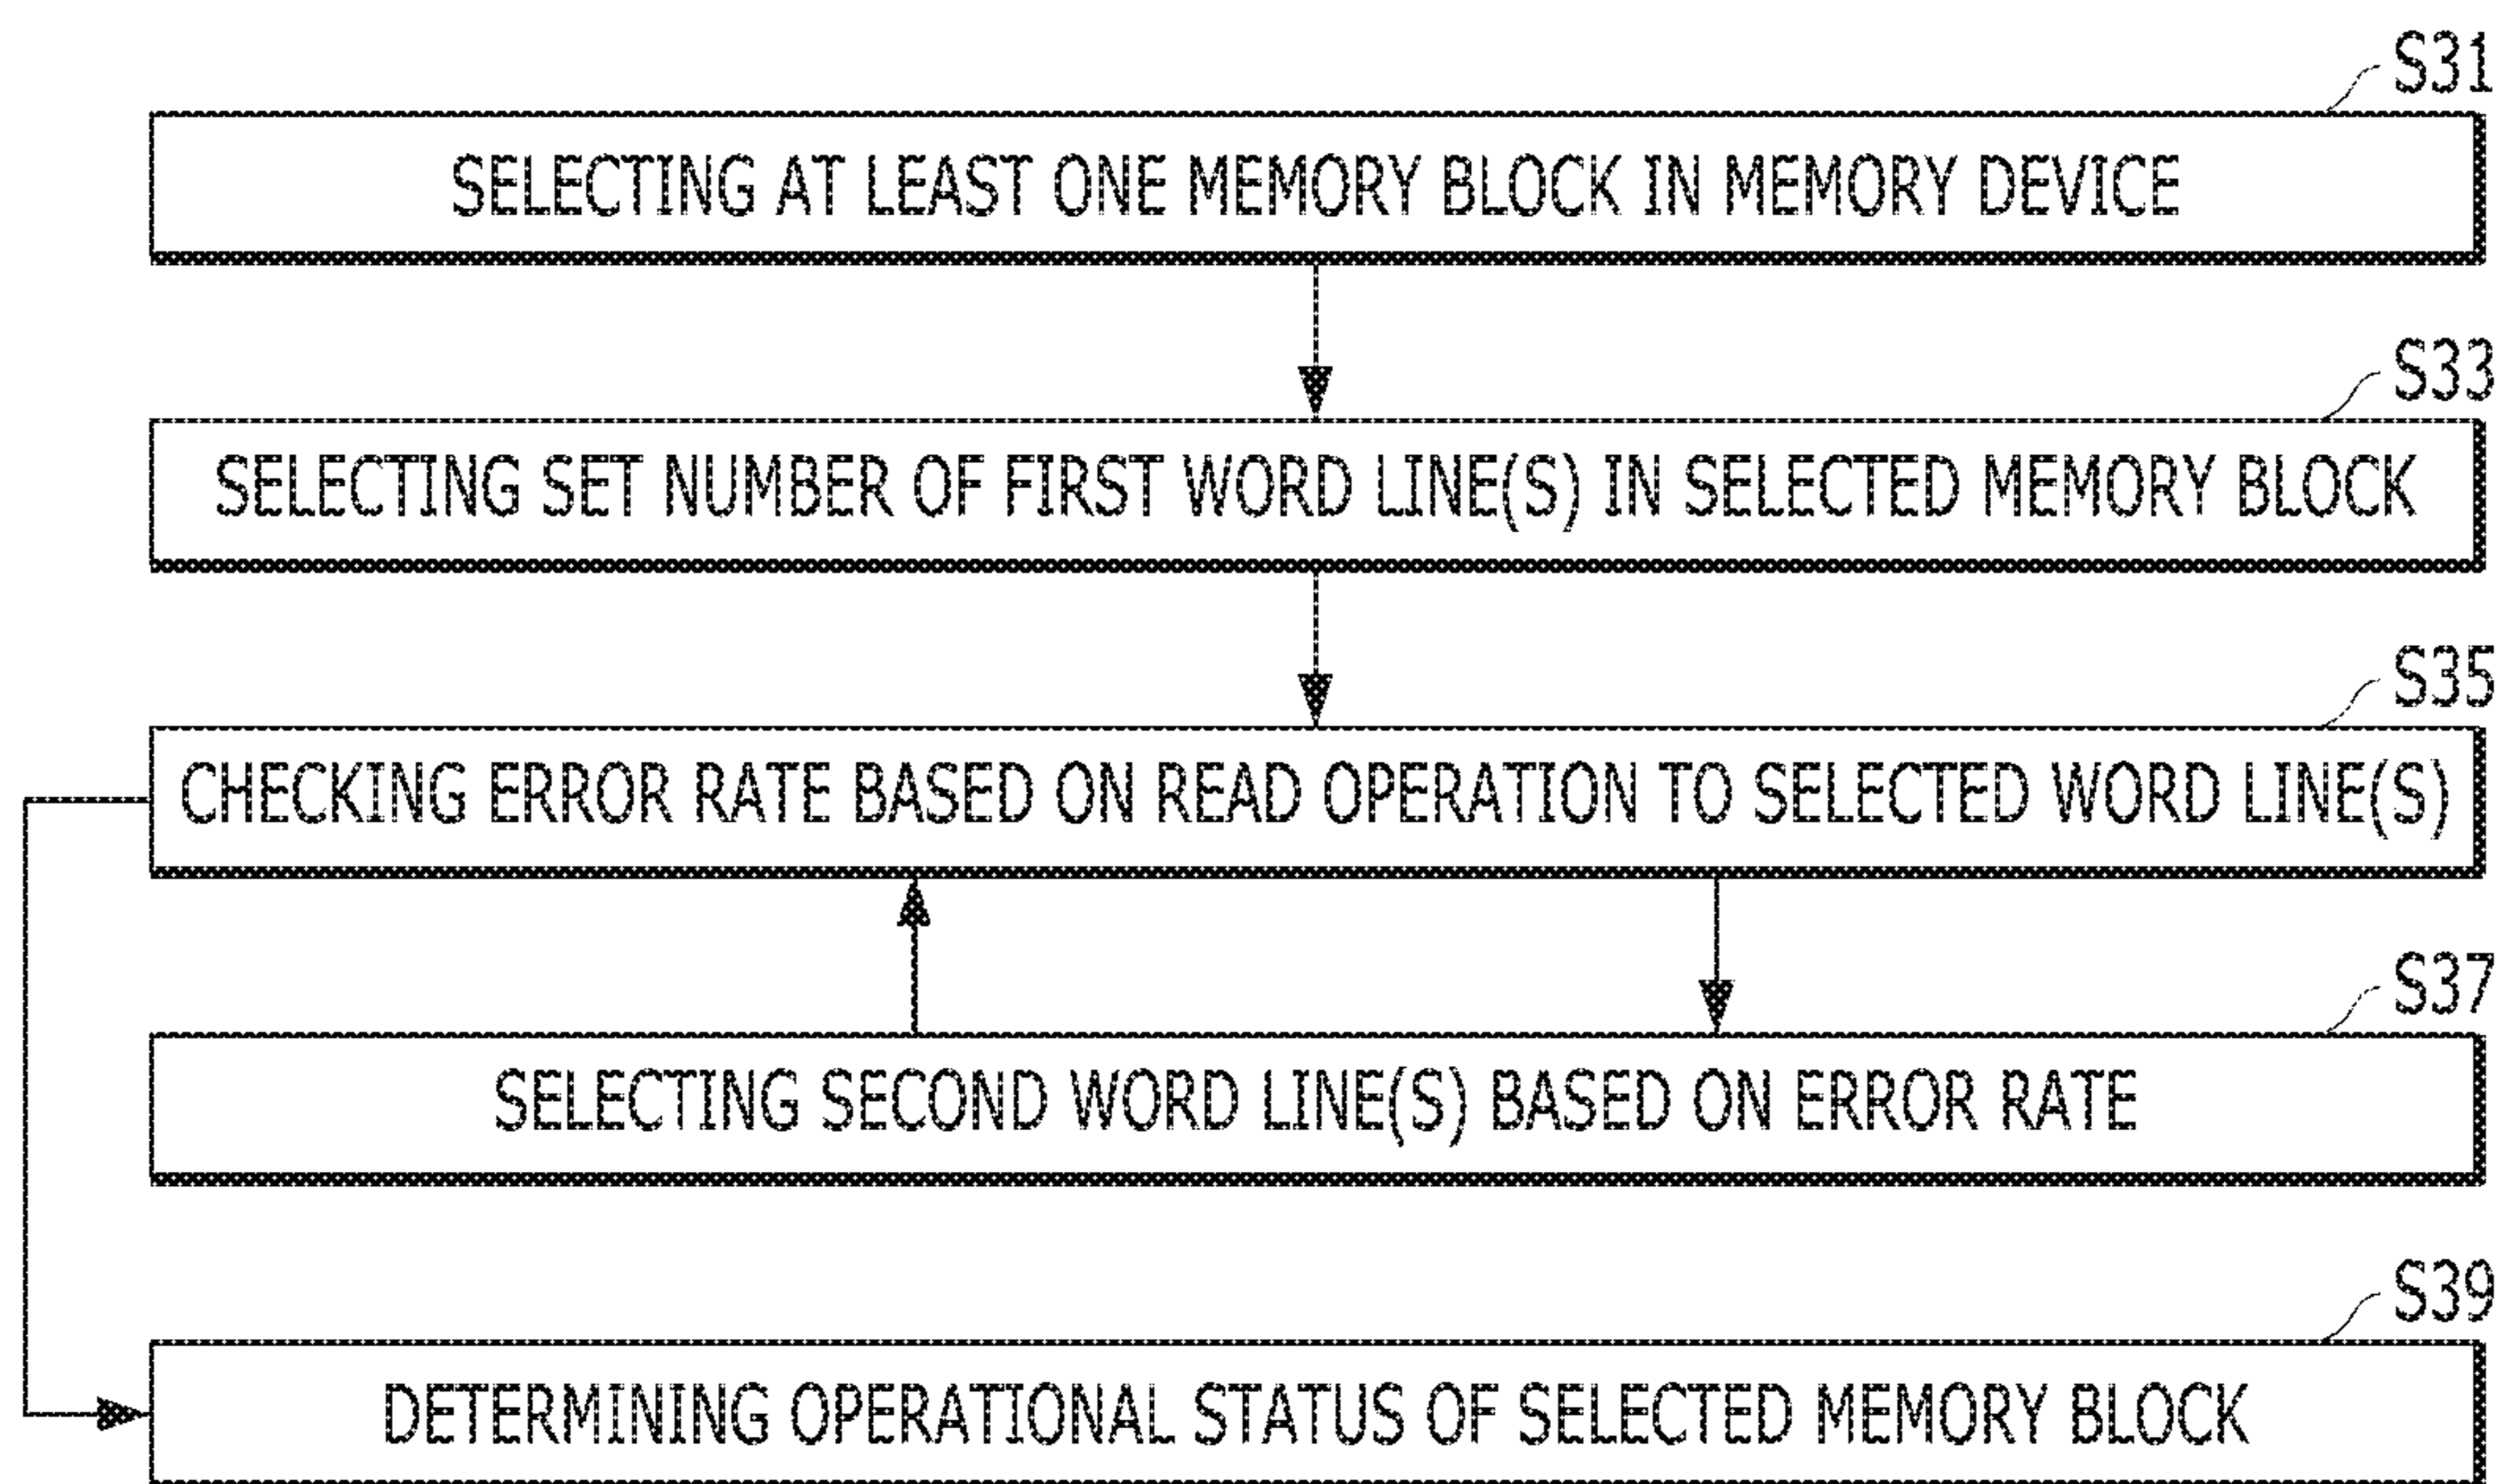 S31
SELECTING AT LEAST ONE MEMORY BLOCK IN MEMORY DEVICE
S33
SELECTING SET NUMBER OF FIRST WORD LINE(S) IN SELECTED MEMORY BLOCK
S35
CHECKING ERROR RATE BASED ON READ OPERATION TO SELECTED WORD LINE(S)
S37
SELECTING SECOND WORD LINE(S) BASED ON ERROR RATE
S39
DETERMINING OPERATIONAL STATUS OF SELECTED MEMORY BLOCK